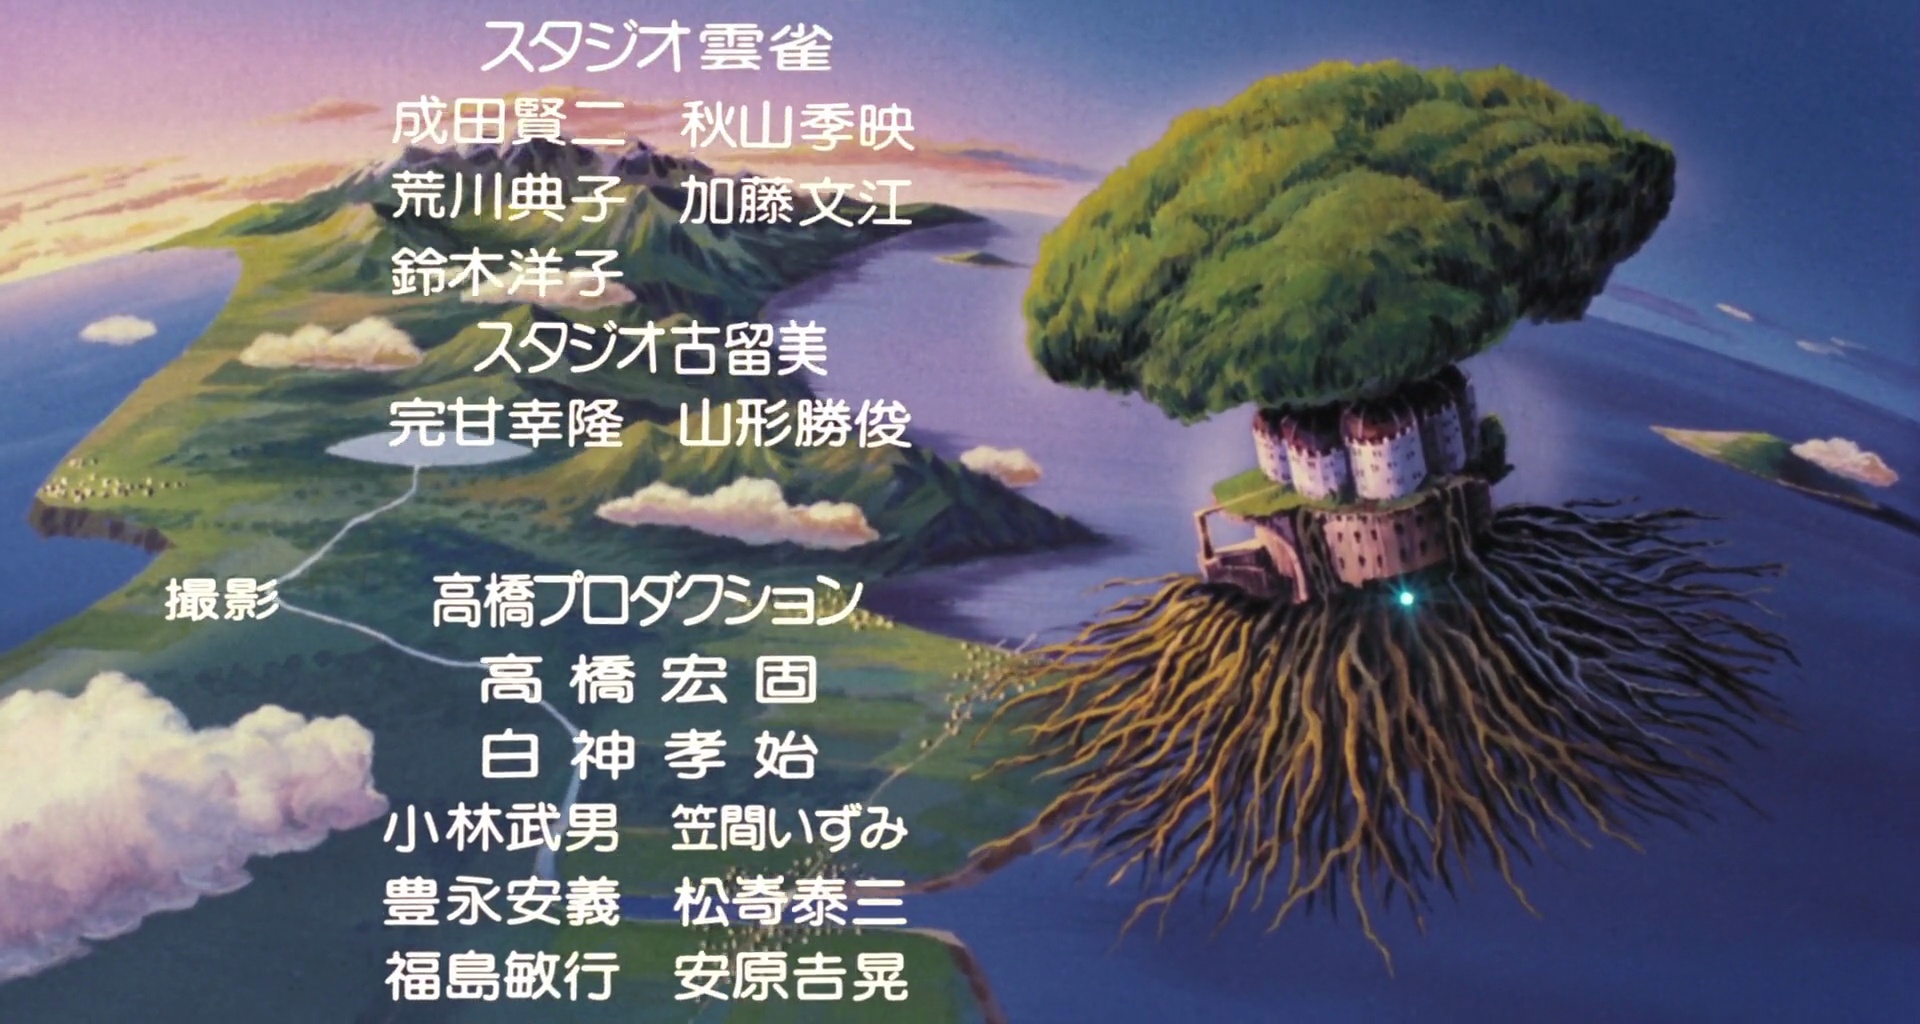 スタジオ雲雀
成田賢二　秋山季映
荒川典子　加藤文江
鈴木洋子
スタジオ古留美
完甘幸隆　山形勝俊
撮影　高橋プロダクション
高橋宏固
白神孝始
小林武男　笠間いずみ
豊永安義　松嵜泰三
福島敏行　安原吉晃